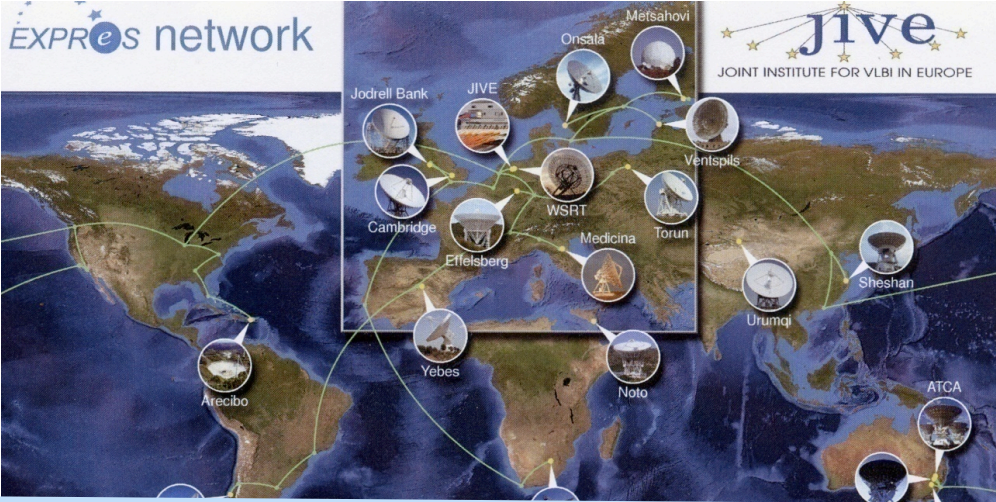 EXPReS network
jive
JOINT INSTITUTE FOR VLBI IN EUROPE
Metsahovi
Onsala
Jodrell Bank
JIVE
Ventspils
WSRT
Cambridge
Torun
Effelsberg
Medicina
Sheshan
Urumqi
Yebes
Noto
Arecibo
ATCA